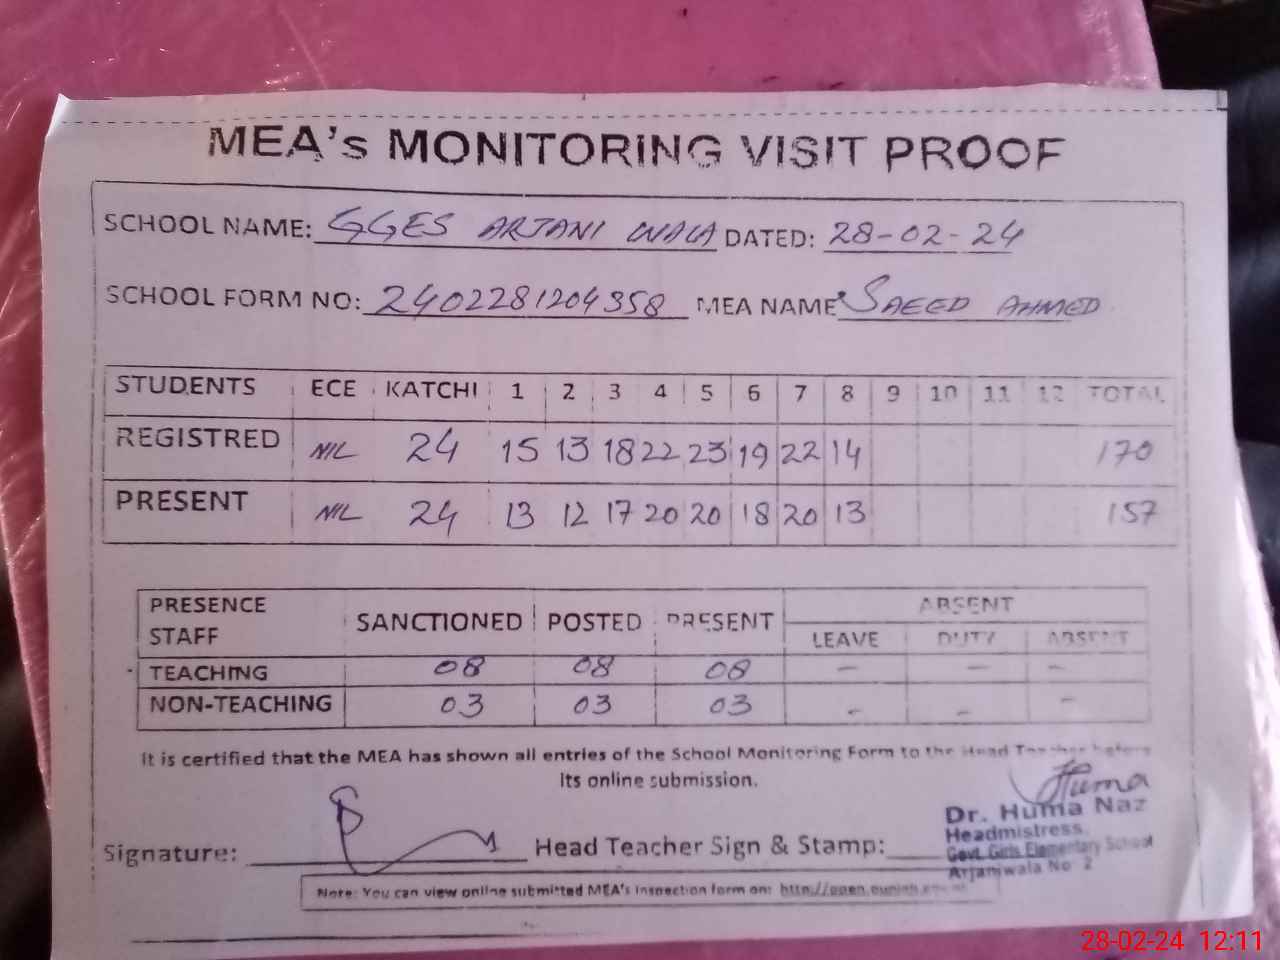 MEA's MONITORING VISIT PROOF
SCHOOL NAME: GGES ARJANI WALA DATED: 28-02-24
SCHOOL FORM NO: 2402281204358 MEA NAME: SAEED AHMED
STUDENTS ECE KATCHI 1 2 3 4 5 6 7 8 9 10 11 12 TOTAL
REGISTRED NIL 24 15 13 18 22 23 19 22 14 170
PRESENT NIL 24 13 12 17 20 20 18 20 13 157
PRESENCE STAFF SANCTIONED POSTED PRESENT ABSENT
LEAVE DUTY ABSENT
TEACHING 08 08 08 - - -
NON-TEACHING 03 03 03 - - -
It is certified that the MEA has shown all entries of the School Monitoring Form to the Head Teacher before
its online submission.
Huma
Signature: Head Teacher Sign & Stamp:
Dr. Huma Naz
Headmistress
Govt. Girls Elementary School
Arjaniwala No 2
Note: You can view online submitted MEA's inspection form on: http://open.punjab
28-02-24 12:11